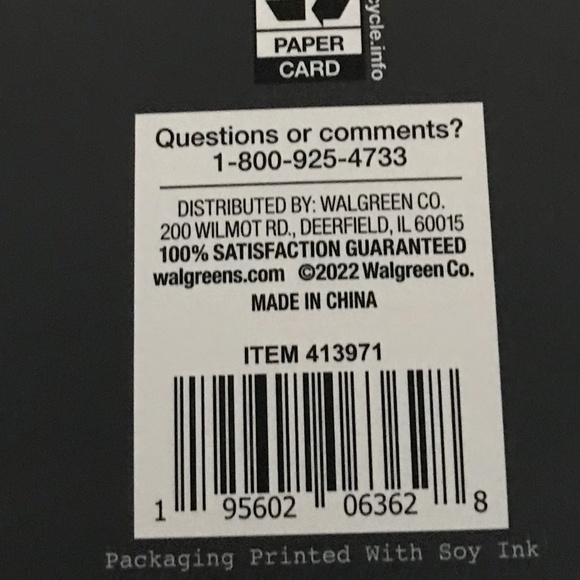 PAPER
CARD
cycle.info
Questions or comments?
1-800-925-4733
DISTRIBUTED BY: WALGREEN CO.
200 WILMOT RD., DEERFIELD, IL 60015
100% SATISFACTION GUARANTEED
walgreens.com ©2022 Walgreen Co.
MADE IN CHINA
ITEM 413971
1 95602 06362 8
Packaging Printed With Soy Ink